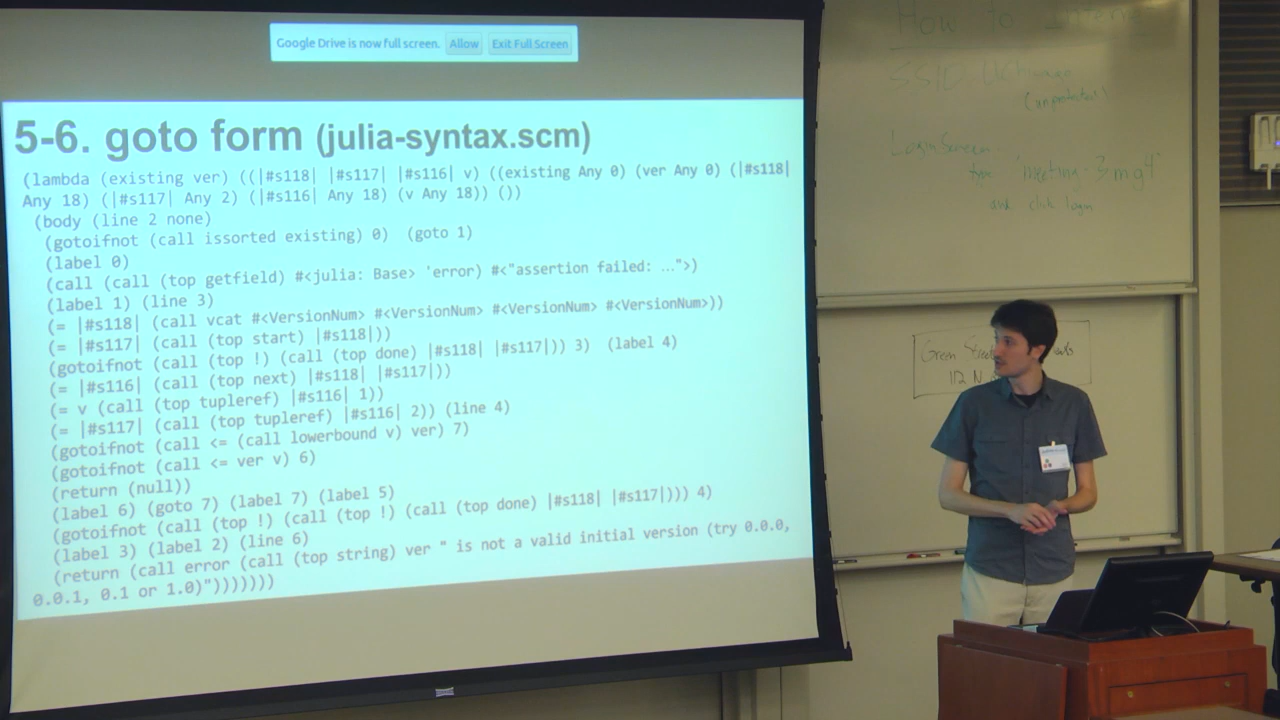 Google Drive is now full screen. Allow Exit Full Screen
5-6. goto form (julia-syntax.scm)
(lambda (existing ver) ((|#s118| |#s117| |#s116| v) ((existing Any 0) (ver Any 0) (|#s118|
Any 18) (|#s117| Any 2) (|#s116| Any 18) (v Any 18)) ())
(body (line 2 none)
(gotoifnot (call issorted existing) 0) (goto 1)
(label 0)
(call (call (top getfield) #<julia: Base> 'error) #<"assertion failed: ...">)
(label 1) (line 3)
(= |#s118| (call vcat #<VersionNum> #<VersionNum> #<VersionNum> #<VersionNum>))
(= |#s117| (call (top start) |#s118|))
(gotoifnot (call (top !) (call (top done) |#s118| |#s117|)) 3) (label 4)
(= |#s116| (call (top next) |#s118| |#s117|))
(= v (call (top tupleref) |#s116| 1))
(= |#s117| (call (top tupleref) |#s116| 2)) (line 4)
(gotoifnot (call <= (call lowerbound v) ver) 7)
(gotoifnot (call <= ver v) 6)
(return (null))
(label 6) (goto 7) (label 7) (label 5)
(gotoifnot (call (top !) (call (top !) (call (top done) |#s118| |#s117|))) 4)
(label 3) (label 2) (line 6)
(return (call error (call (top string) ver " is not a valid initial version (try 0.0.0,
0.0.1, 0.1 or 1.0)")))))))
How to
(unprotected)
Login Screen
type 'meeting-3mg4'
and click login
Green
112 N